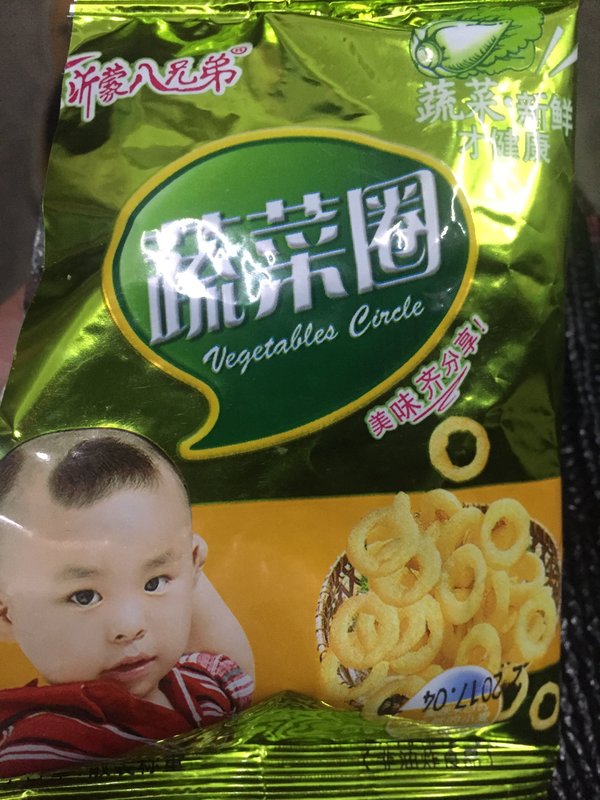 沂蒙八兄弟®
蔬菜·新鲜
才健康
蔬菜圈
Vegetables Circle
美味齐分享!
2017.04